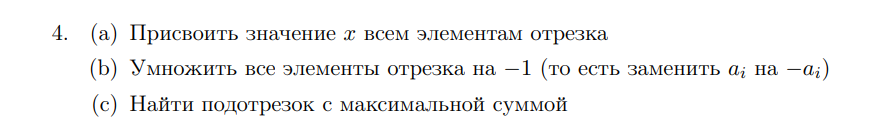 4. (a) Присвоить значение x всем элементам отрезка
(b) Умножить все элементы отрезка на −1 (то есть заменить aᵢ на −aᵢ)
(c) Найти подотрезок с максимальной суммой